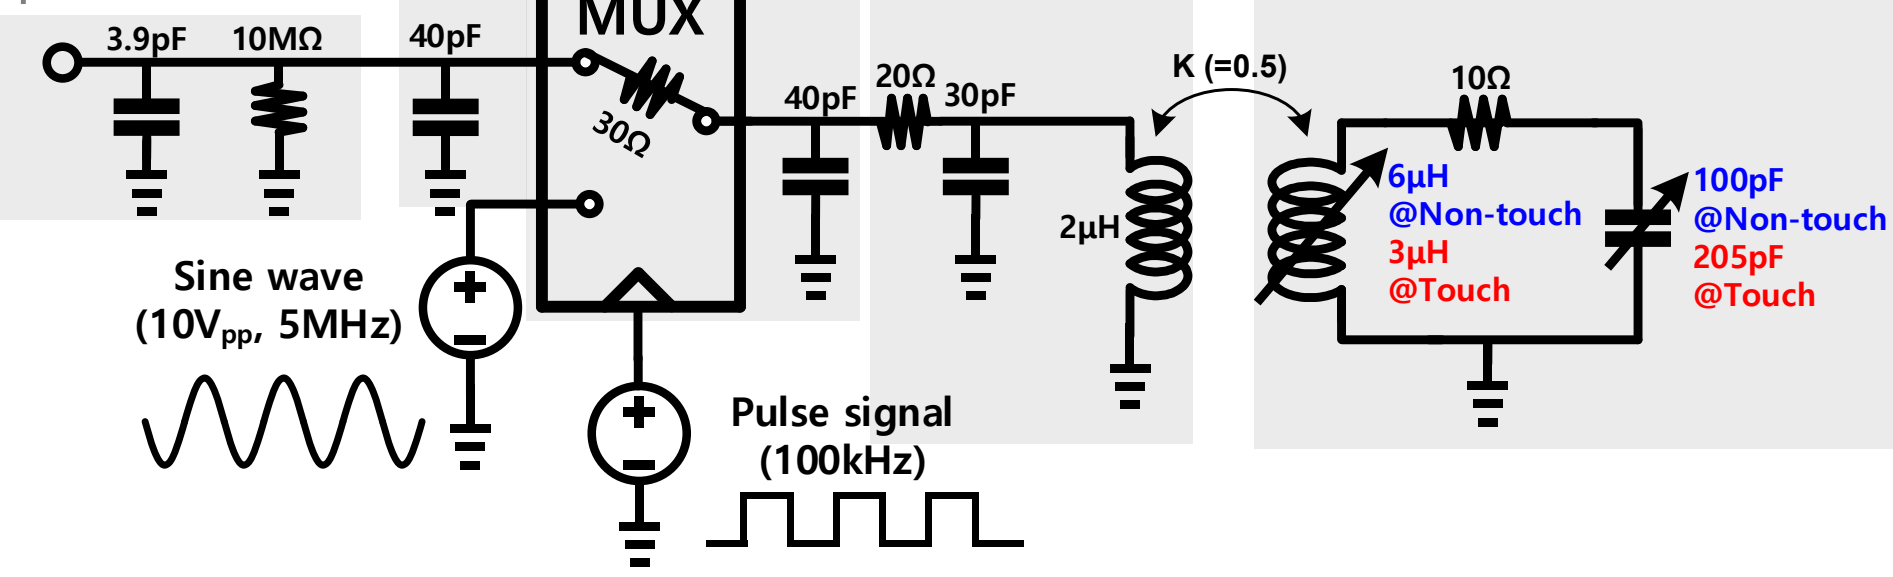 MUX
3.9pF 10MΩ 40pF
30Ω
40pF 20Ω 30pF
K (=0.5)
10Ω
2μH
6μH
@Non-touch
3μH
@Touch
100pF
@Non-touch
205pF
@Touch
Sine wave
(10Vpp, 5MHz)
Pulse signal
(100kHz)